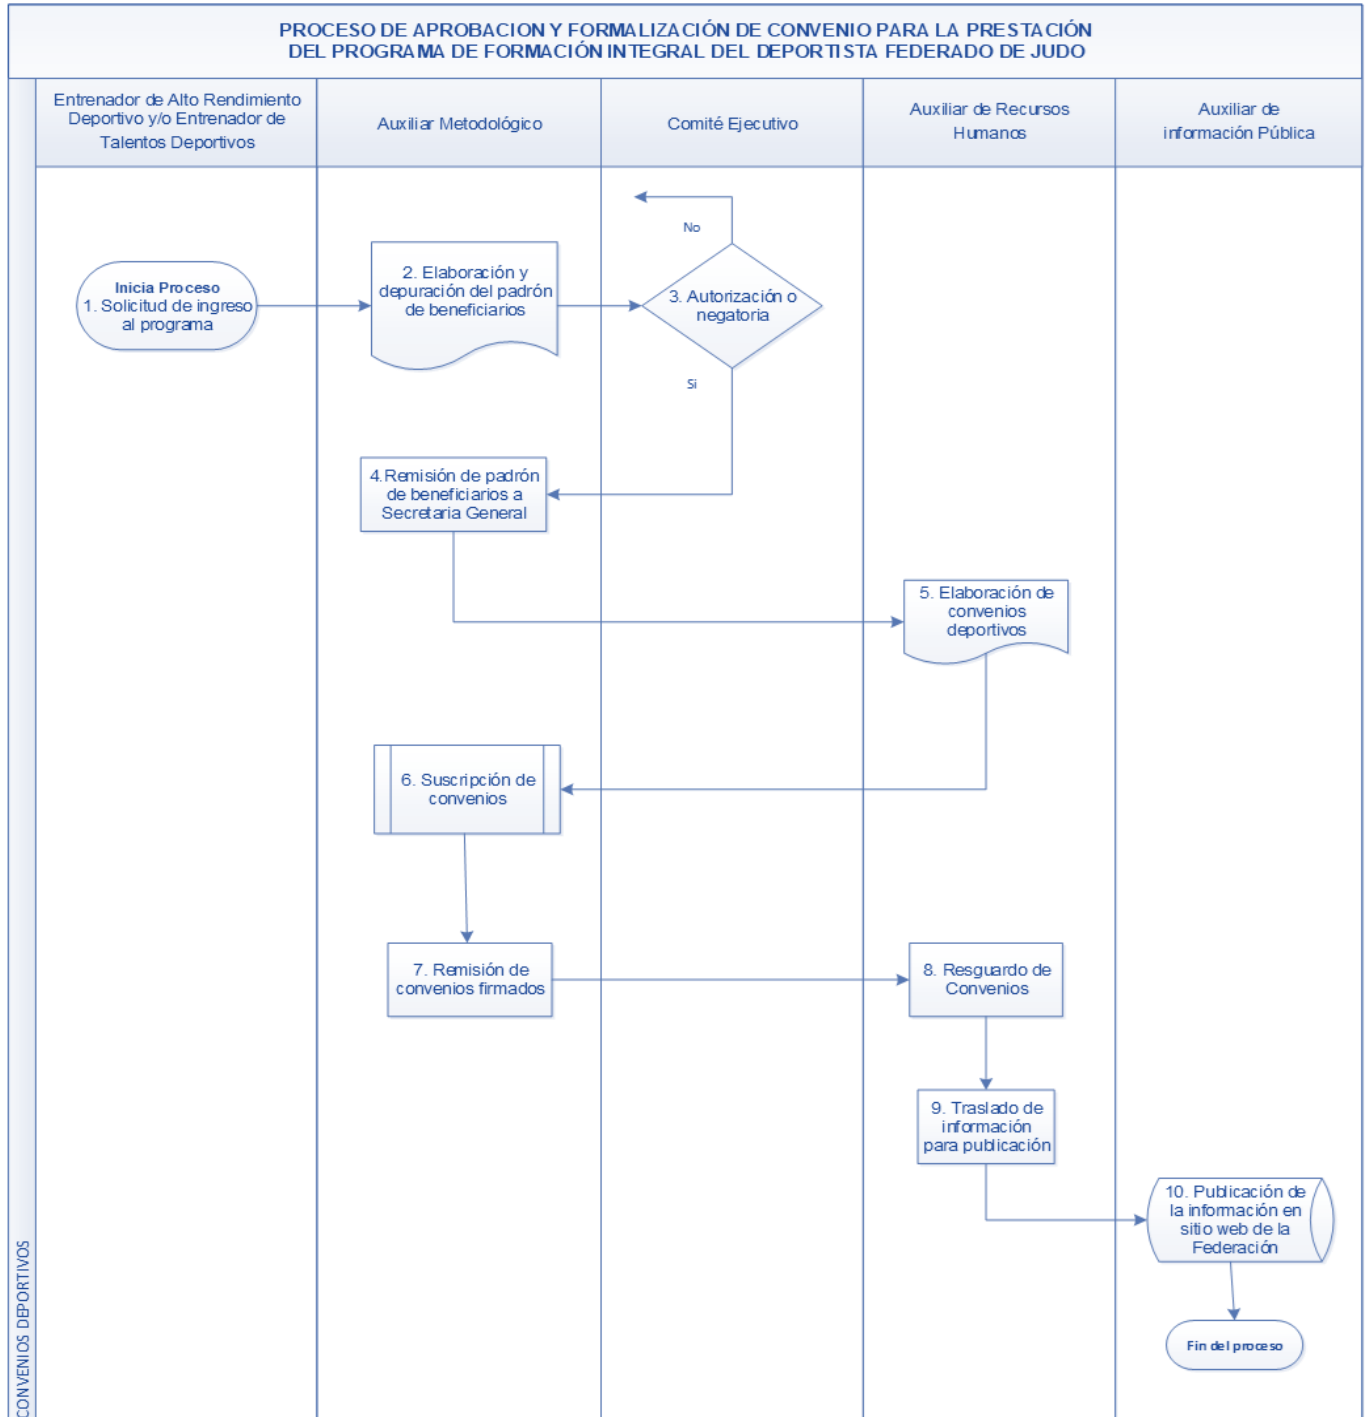 PROCESO DE APROBACION Y FORMALIZACIÓN DE CONVENIO PARA LA PRESTACIÓN
DEL PROGRAMA DE FORMACIÓN INTEGRAL DEL DEPORTISTA FEDERADO DE JUDO
Entrenador de Alto Rendimiento
Deportivo y/o Entrenador de
Talentos Deportivos
Auxiliar Metodológico
Comité Ejecutivo
Auxiliar de Recursos
Humanos
Auxiliar de
información Pública
No
Inicia Proceso
1. Solicitud de ingreso
al programa
2. Elaboración y
depuración del padrón
de beneficiarios
3. Autorización o
negatoria
Si
4.Remisión de padrón
de beneficiarios a
Secretaria General
5. Elaboración de
convenios
deportivos
6. Suscripción de
convenios
7. Remisión de
convenios firmados
8. Resguardo de
Convenios
9. Traslado de
información
para publicación
10. Publicación de
la información en
sitio web de la
Federación
Fin del proceso
CONVENIOS DEPORTIVOS